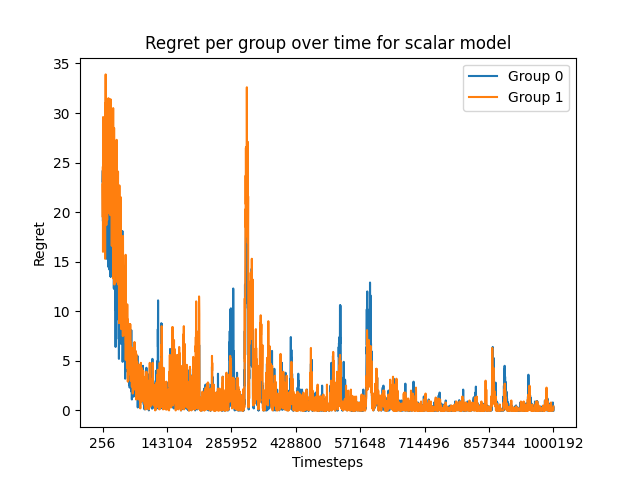 Regret per group over time for scalar model
Group 0
Group 1
Regret
35
30
25
20
15
10
5
0
256 143104 285952 428800 571648 714496 857344 1000192
Timesteps